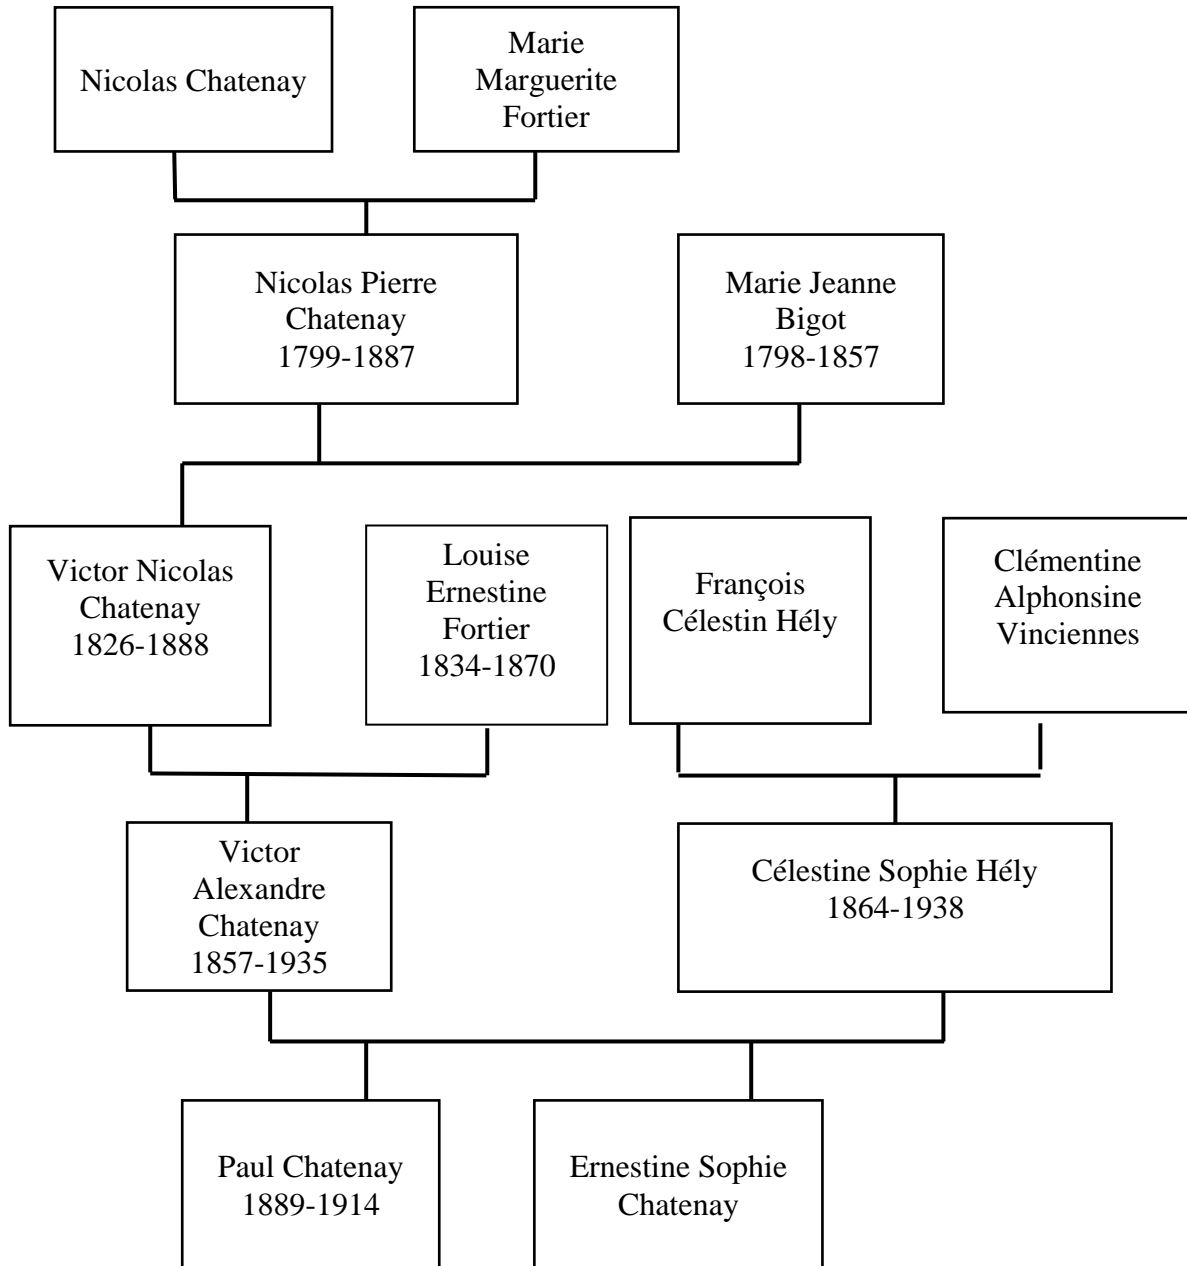 Nicolas Chatenay
Marie
Marguerite
Fortier
Nicolas Pierre
Chatenay
1799-1887
Marie Jeanne
Bigot
1798-1857
Victor Nicolas
Chatenay
1826-1888
Louise
Ernestine
Fortier
1834-1870
François
Célestin Hély
Clémentine
Alphonsine
Vinciennes
Victor
Alexandre
Chatenay
1857-1935
Célestine Sophie Hély
1864-1938
Paul Chatenay
1889-1914
Ernestine Sophie
Chatenay